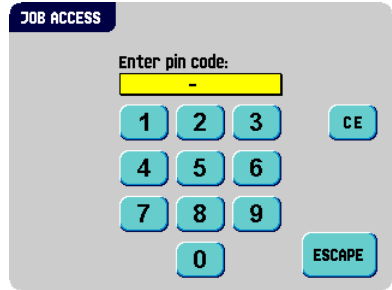 JOB ACCESS
Enter pin code:
-
1 2 3 CE
4 5 6
7 8 9
0 ESCAPE